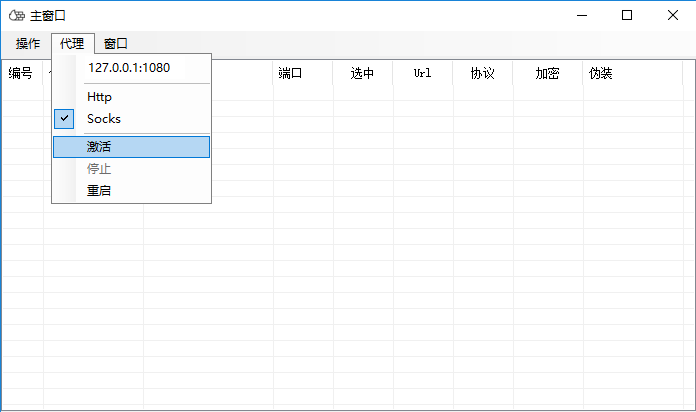 主窗口
操作 代理 窗口
编号 端口 选中 Url 协议 加密 伪装
127.0.0.1:1080
Http
Socks
激活
停止
重启